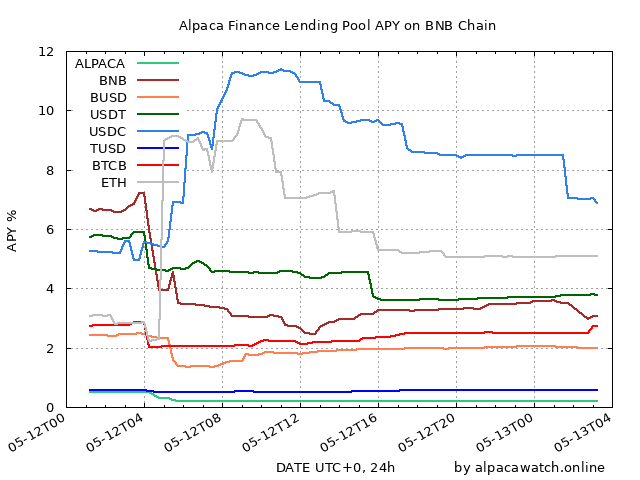 Alpaca Finance Lending Pool APY on BNB Chain
12
10
8
6
4
2
0
APY %
ALPACA
BNB
BUSD
USDT
USDC
TUSD
BTCB
ETH
05-12T00
05-12T04
05-12T08
05-12T12
05-12T16
05-12T20
05-13T00
05-13T04
DATE UTC+0, 24h
by alpacawatch.online